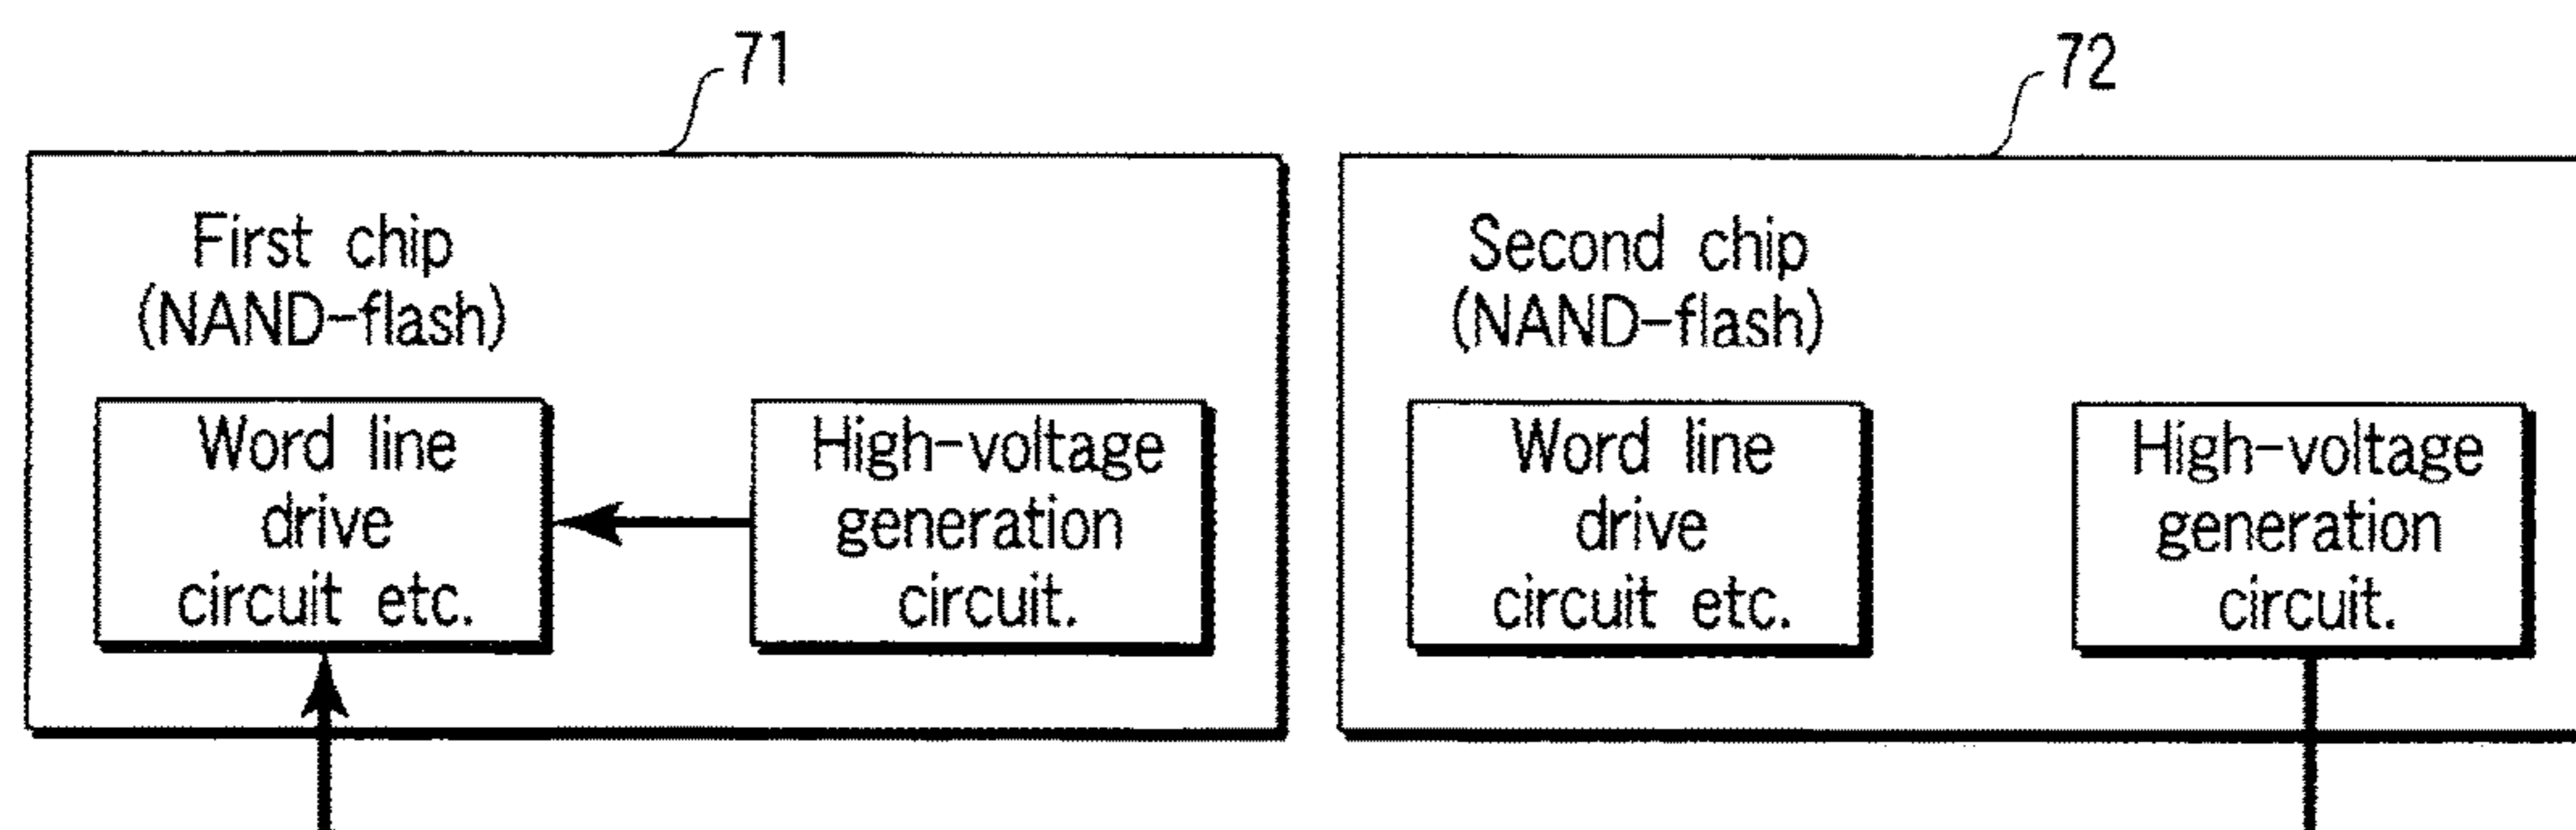 71
72
First chip
(NAND-flash)
Word line
drive
circuit etc.
High-voltage
generation
circuit.
Second chip
(NAND-flash)
Word line
drive
circuit etc.
High-voltage
generation
circuit.